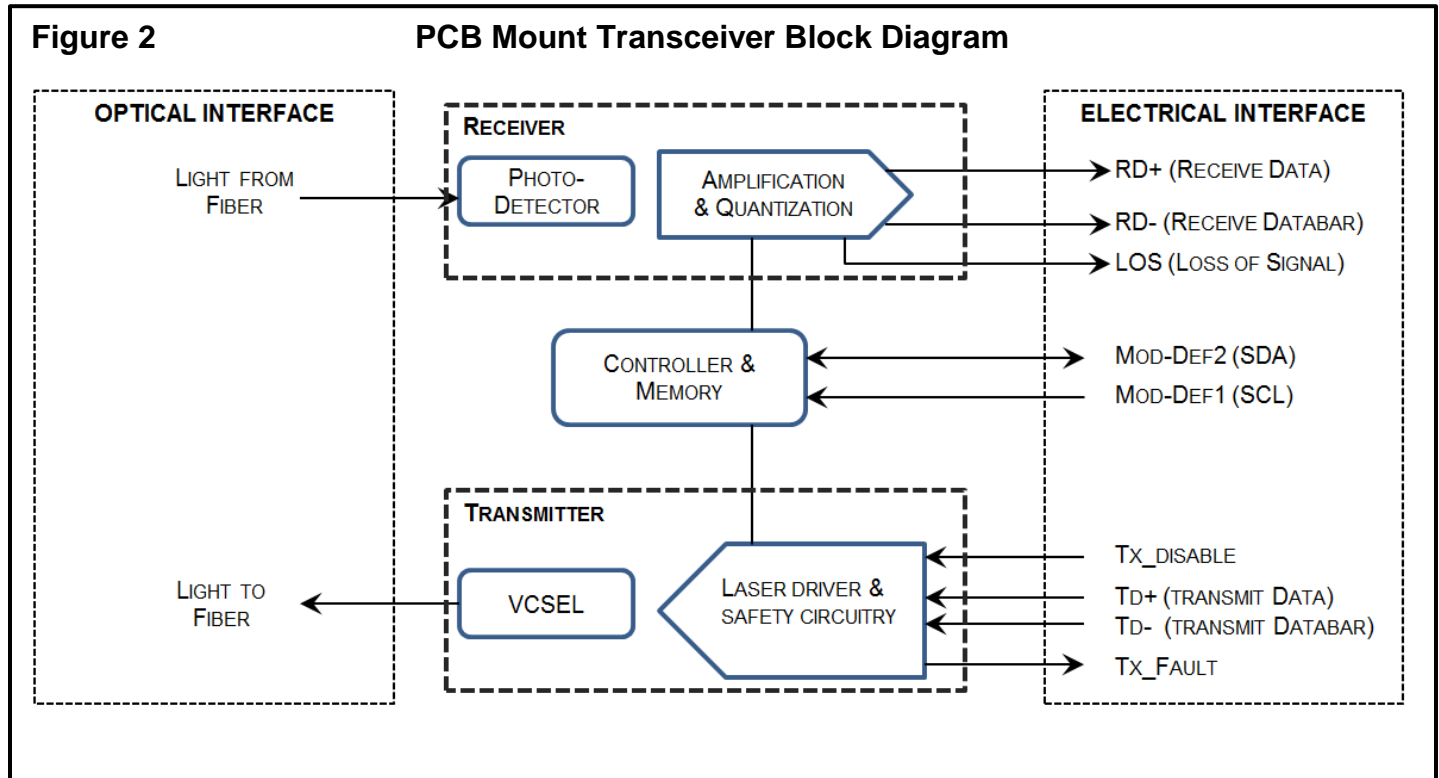 Figure 2 PCB Mount Transceiver Block Diagram
OPTICAL INTERFACE
LIGHT FROM
FIBER
RECEIVER
PHOTO-
DETECTOR
AMPLIFICATION
& QUANTIZATION
ELECTRICAL INTERFACE
RD+ (RECEIVE DATA)
RD- (RECEIVE DATABAR)
LOS (LOSS OF SIGNAL)
CONTROLLER &
MEMORY
MOD-DEF2 (SDA)
MOD-DEF1 (SCL)
TRANSMITTER
LIGHT TO
FIBER
VCSEL
LASER DRIVER &
SAFETY CIRCUITRY
TX_DISABLE
TD+ (TRANSMIT DATA)
TD- (TRANSMIT DATABAR)
TX_FAULT